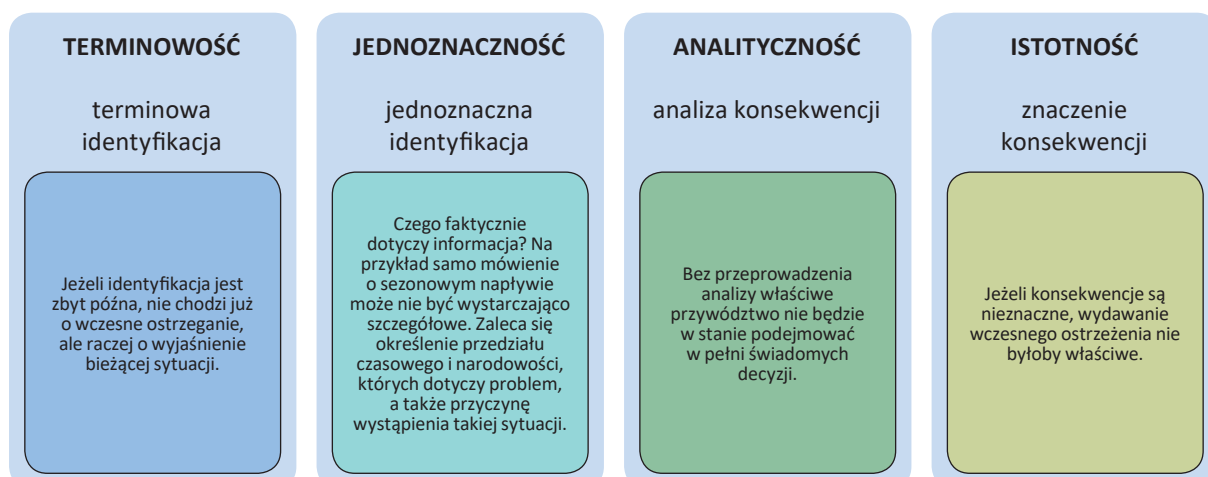 TERMINOWOŚĆ
terminowa
identyfikacja
Jeżeli identyfikacja jest
zbyt późna, nie chodzi już
o wczesne ostrzeganie,
ale raczej o wyjaśnienie
bieżącej sytuacji.
JEDNOZNACZNOŚĆ
jednoznaczna
identyfikacja
Czego faktycznie
dotyczy informacja? Na
przykład samo mówienie
o sezonowym napływie
może nie być wystarczająco
szczegółowe. Zaleca się
określenie przedziału
czasowego i narodowości,
których dotyczy problem,
a także przyczynę
wystąpienia takiej sytuacji.
ANALITYCZNOŚĆ
analiza konsekwencji
Bez przeprowadzenia
analizy właściwe
przywództwo nie będzie
w stanie podejmować
w pełni świadomych
decyzji.
ISTOTNOŚĆ
znaczenie
konsekwencji
Jeżeli konsekwencje są
nieznaczne, wydawanie
wczesnego ostrzeżenia nie
byłoby właściwe.